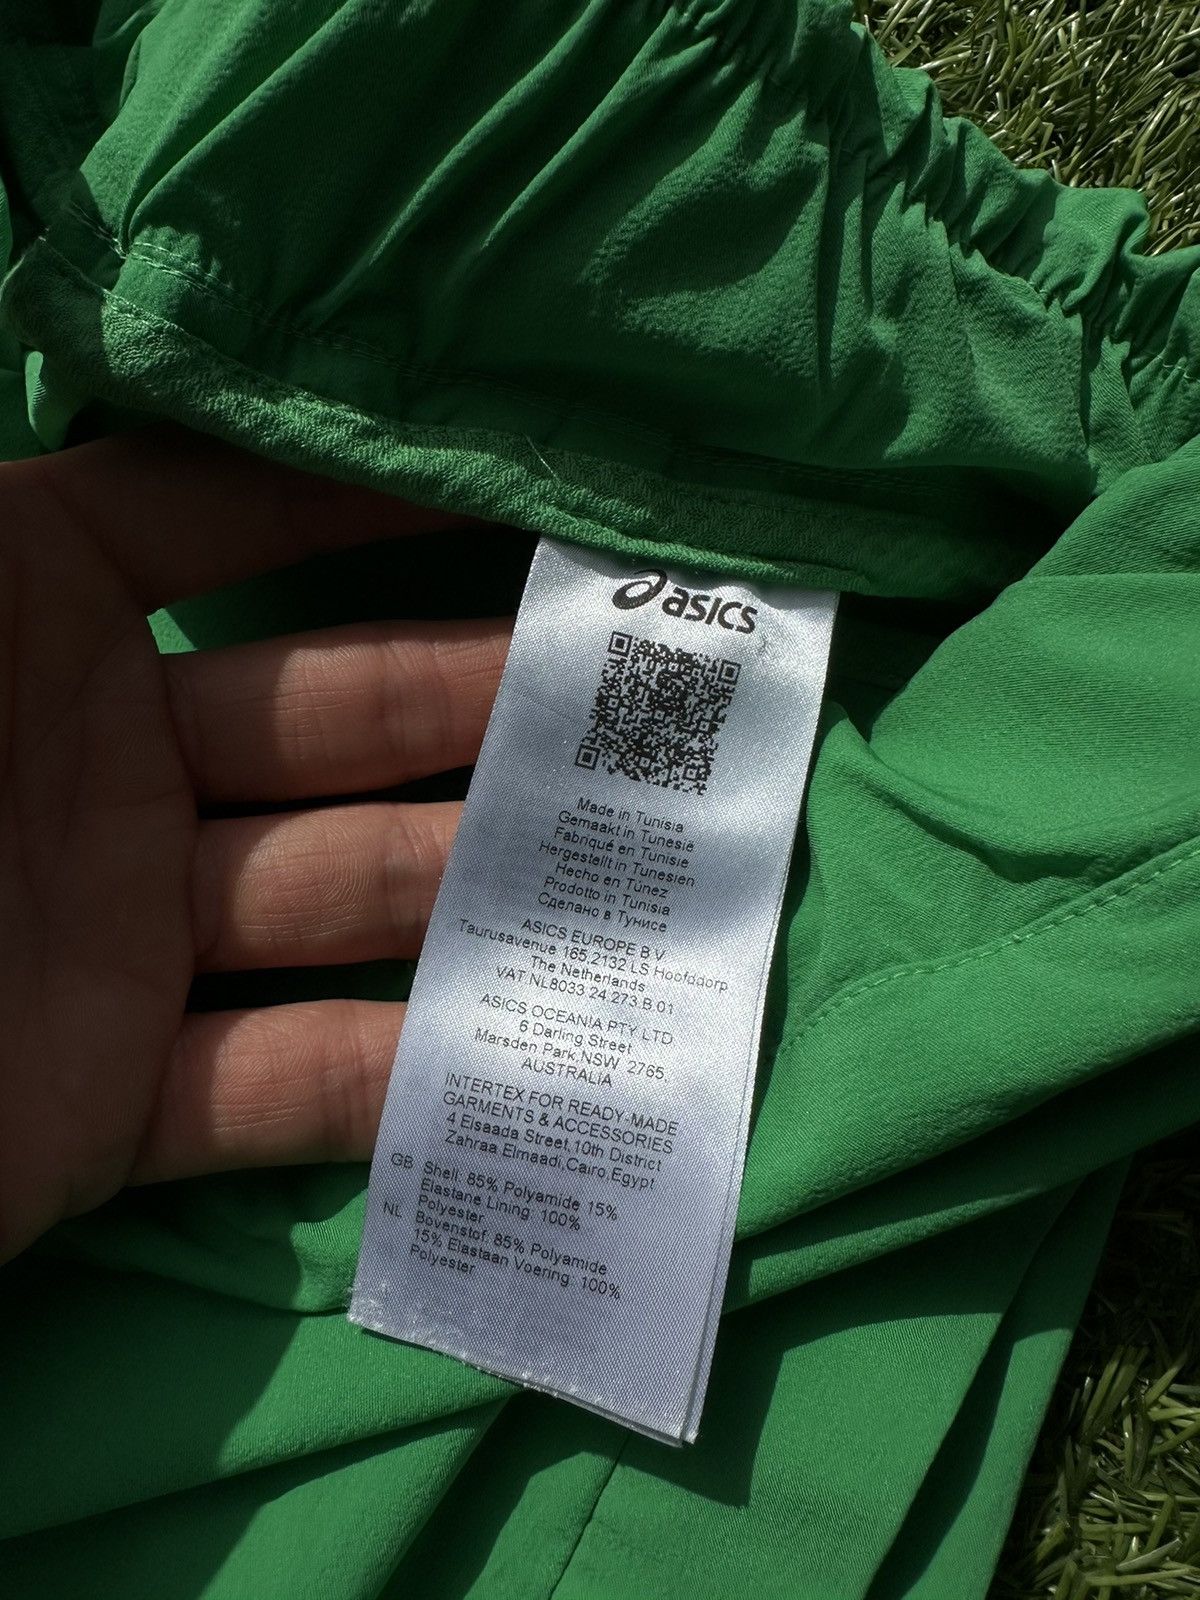 asics
Made in Tunisia
Gemaakt in Tunesië
Fabriqué en Tunisie
Hergestellt in Tunesien
Hecho en Túnez
Prodotto in Tunisia
Сделано в Тунисе
ASICS EUROPE B.V
Taurusavenue 165,2132 LS Hoofddorp
The Netherlands
VAT NL8033 24 273.B.01
ASICS OCEANIA PTY LTD
6 Darling Street
Marsden Park,NSW 2765,
AUSTRALIA
INTERTEX FOR READY-MADE
GARMENTS & ACCESSORIES
4 Elsaada Street,10th District
Zahraa Elmaadi,Cairo,Egypt
GB Shell: 85% Polyamide 15%
Elastane Lining: 100%
Polyester
NL Bovenstof: 85% Polyamide
15% Elastaan Voering: 100%
Polyester